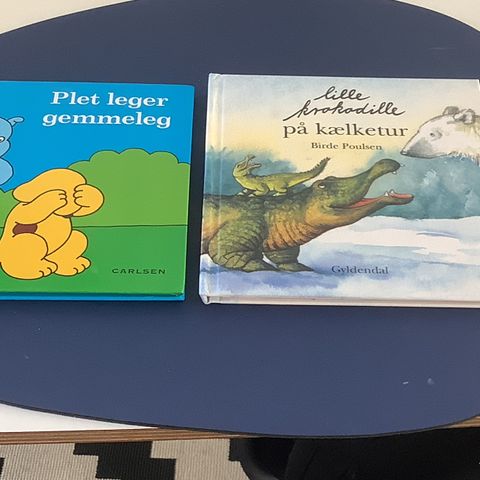 Plet leger
gemmeleg
CARLSEN
lille
krokodille
på kælketur
Birde Poulsen
Gyldendal